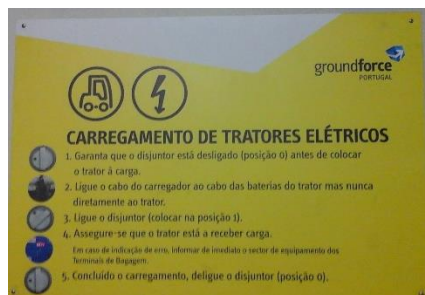 groundforce
PORTUGAL
CARREGAMENTO DE TRATORES ELÉTRICOS
1. Garanta que o disjuntor está desligado (posição 0) antes de colocar
o trator à carga.
2. Ligue o cabo do carregador ao cabo das baterias do trator mas nunca
diretamente ao trator.
3. Ligue o disjuntor (colocar na posição 1).
4. Assegure-se que o trator está a receber carga.
Em caso de indicação de erro, informar de imediato o sector de equipamento dos
Terminais de Bagagem.
5. Concluído o carregamento, deligue o disjuntor (posição 0).